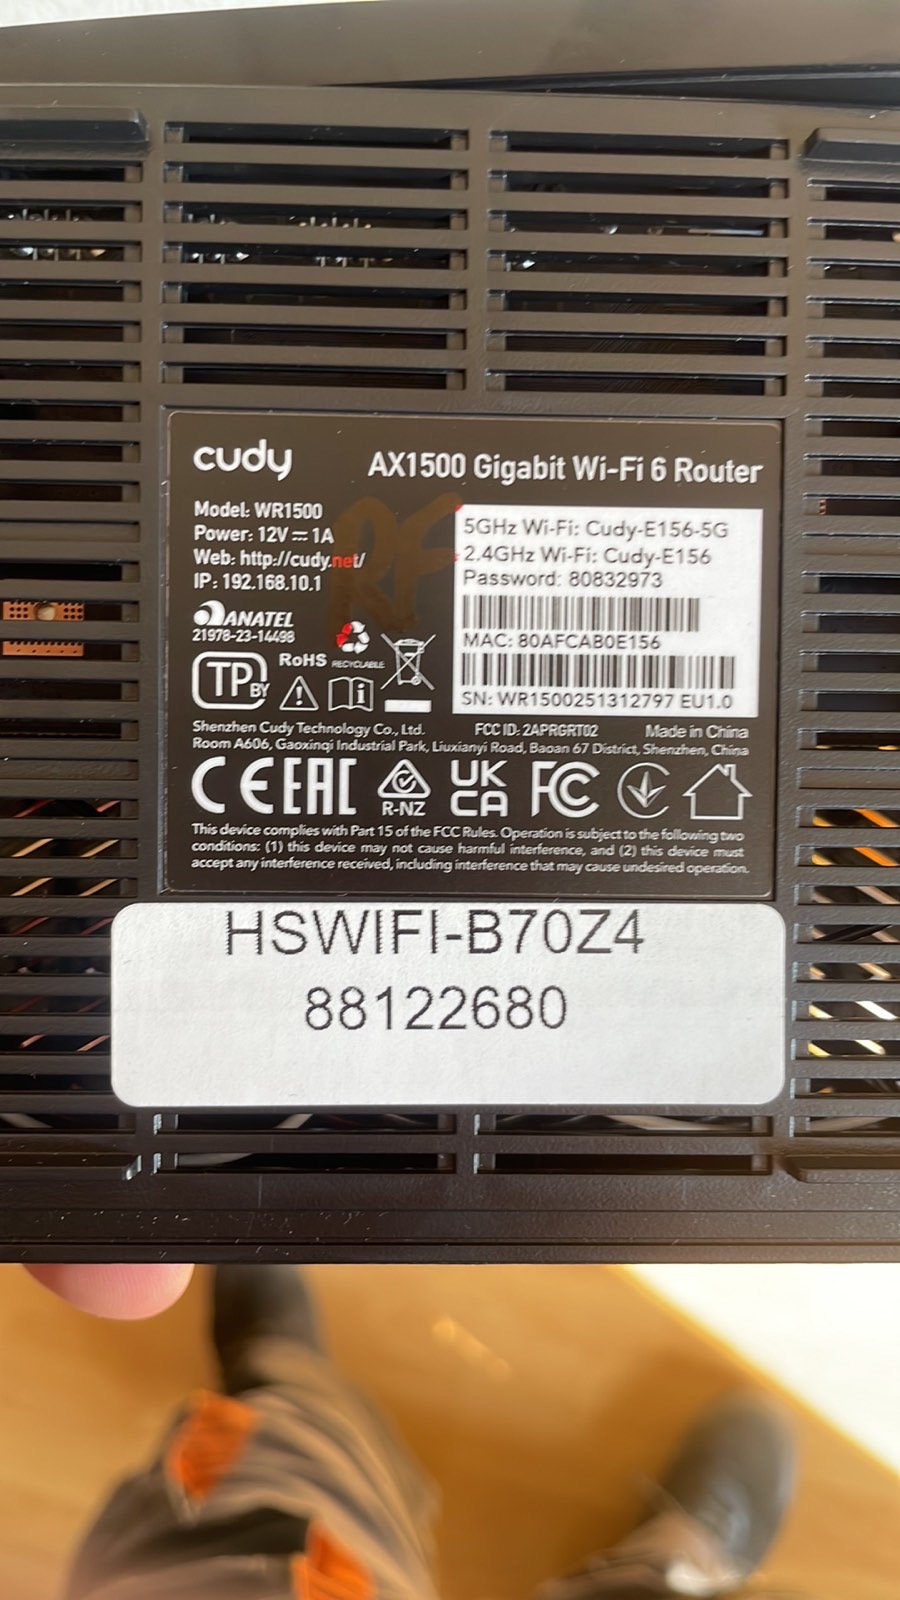 cudy
AX1500 Gigabit Wi-Fi 6 Router
Model: WR1500
Power: 12V⎓1A
Web: http://cudy.net/
IP: 192.168.10.1
RF
5GHz Wi-Fi: Cudy-E156-5G
2.4GHz Wi-Fi: Cudy-E156
Password: 80832973
MAC: 80AFCAB0E156
SN: WR1500251312797 EU1.0
ANATEL
21978-23-14498
TP BY
RoHS
RECYCLABLE
Shenzhen Cudy Technology Co., Ltd. FCC ID: 2APRGRT02 Made in China
Room A606, Gaoxinqi Industrial Park, Liuxianyi Road, Baoan 67 District, Shenzhen, China
CE EAC R-NZ UK CA FC
This device complies with Part 15 of the FCC Rules. Operation is subject to the following two
conditions: (1) this device may not cause harmful interference, and (2) this device must
accept any interference received, including interference that may cause undesired operation.
HSWIFI-B70Z4
88122680